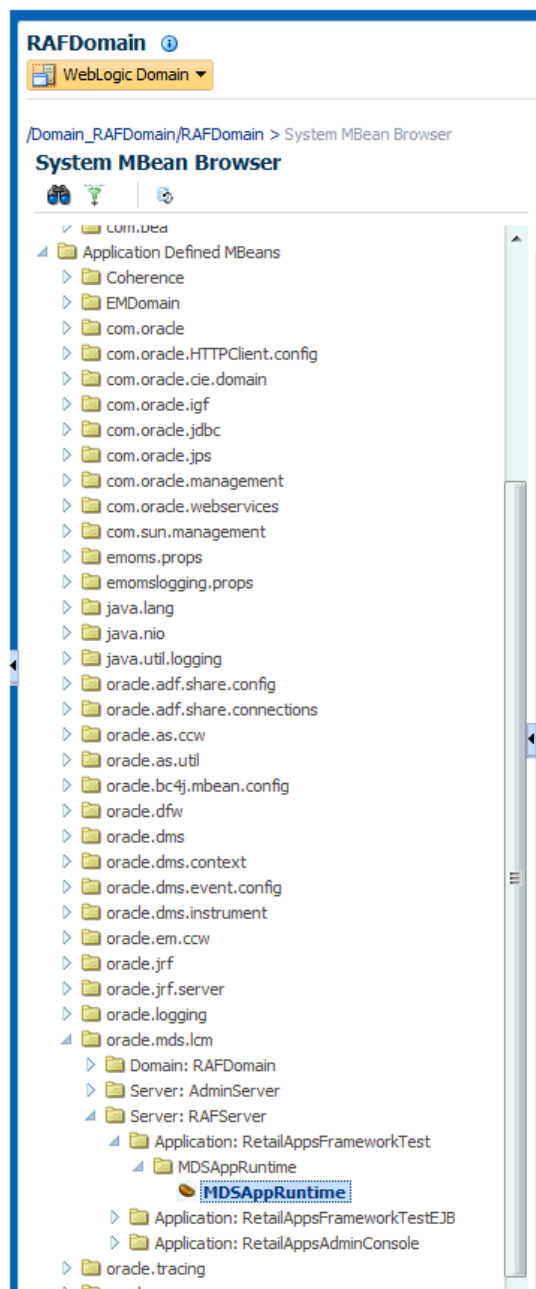 RAFDomain
WebLogic Domain
/Domain_RAFDomain/RAFDomain > System MBean Browser
System MBean Browser
com.bea
Application Defined MBeans
Coherence
EMDomain
com.oracle
com.oracle.HTTPClient.config
com.oracle.cie.domain
com.oracle.igf
com.oracle.jdbc
com.oracle.jps
com.oracle.management
com.oracle.webservices
com.sun.management
emoms.props
emomslogging.props
java.lang
java.nio
java.util.logging
oracle.adf.share.config
oracle.adf.share.connections
oracle.as.ccw
oracle.as.util
oracle.bc4j.mbean.config
oracle.dfw
oracle.dms
oracle.dms.context
oracle.dms.event.config
oracle.dms.instrument
oracle.em.ccw
oracle.jrf
oracle.jrf.server
oracle.logging
oracle.mds.lcm
Domain: RAFDomain
Server: AdminServer
Server: RAFServer
Application: RetailAppsFrameworkTest
MDSAppRuntime
MDSAppRuntime
Application: RetailAppsFrameworkTestEJB
Application: RetailAppsAdminConsole
oracle.tracing